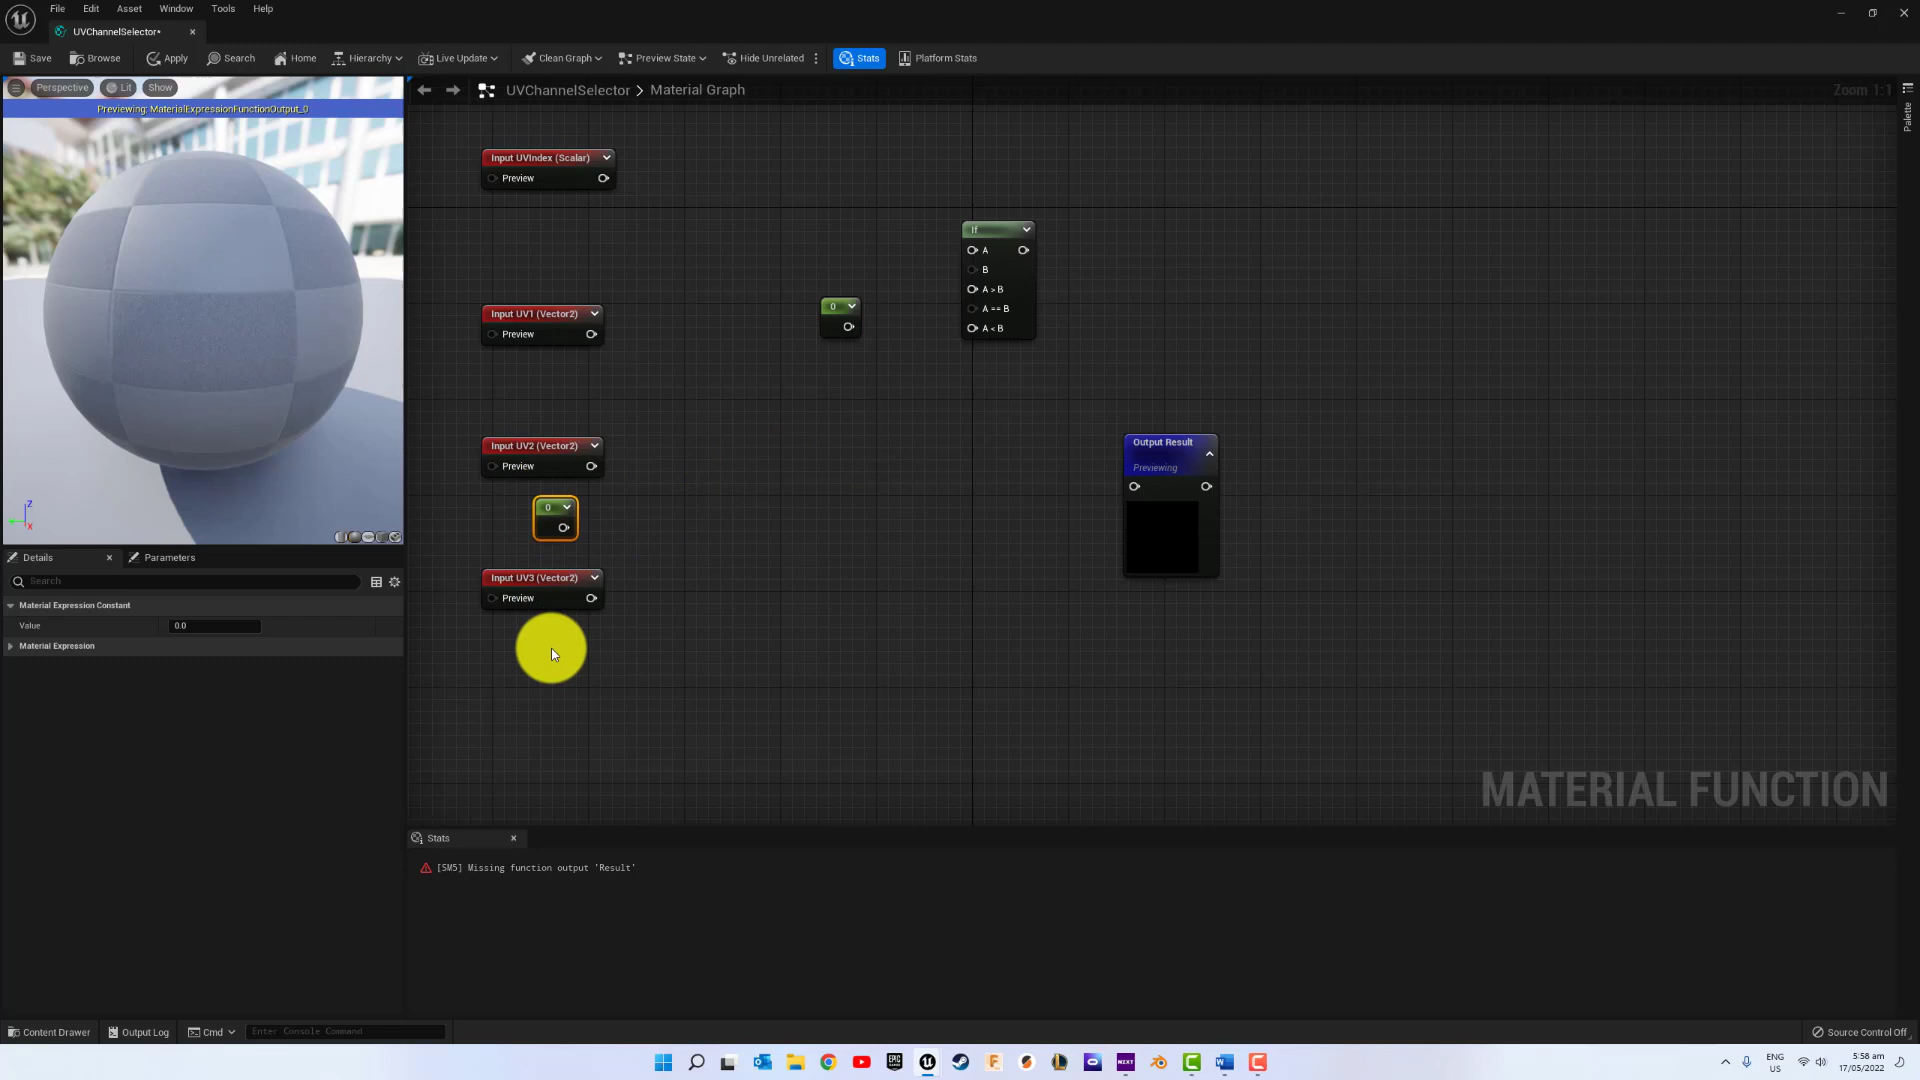 File Edit Asset Window Tools Help
UVChannelSelector*
Save Browse Apply Search Home Hierarchy Live Update Clean Graph Preview State Hide Unrelated Stats Platform Stats
Perspective Lit Show
Previewing: MaterialExpressionFunctionOutput_0
UVChannelSelector > Material Graph
Zoom 1:1
Palette
Input UVIndex (Scalar)
Preview
If
A
B
A > B
A == B
A < B
0
Input UV1 (Vector2)
Preview
Input UV2 (Vector2)
Preview
0
Input UV3 (Vector2)
Preview
Output Result
Previewing
Z
X
Details Parameters
Search
Material Expression Constant
Value 0.0
Material Expression
MATERIAL FUNCTION
Stats
[SM5] Missing function output 'Result'
Content Drawer Output Log Cmd Enter Console Command
Source Control Off
EPIC GAMES
NZXT
ENG
US
5:58 am
17/05/2022